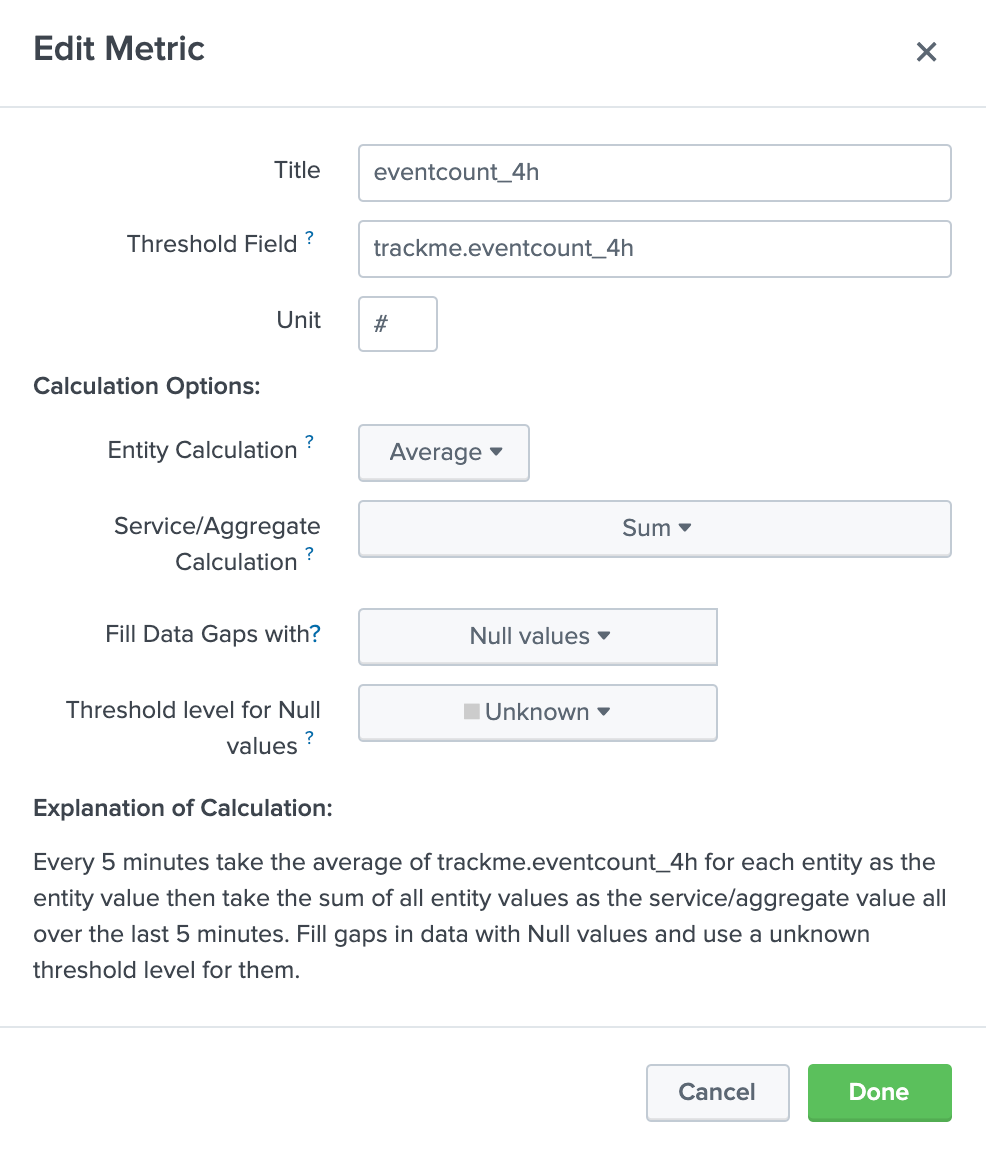 Edit Metric
Title
eventcount_4h
Threshold Field ?
trackme.eventcount_4h
Unit
#
Calculation Options:
Entity Calculation ?
Average
Service/Aggregate
Calculation ?
Sum
Fill Data Gaps with?
Null values
Threshold level for Null
values ?
Unknown
Explanation of Calculation:
Every 5 minutes take the average of trackme.eventcount_4h for each entity as the
entity value then take the sum of all entity values as the service/aggregate value all
over the last 5 minutes. Fill gaps in data with Null values and use a unknown
threshold level for them.
Cancel
Done